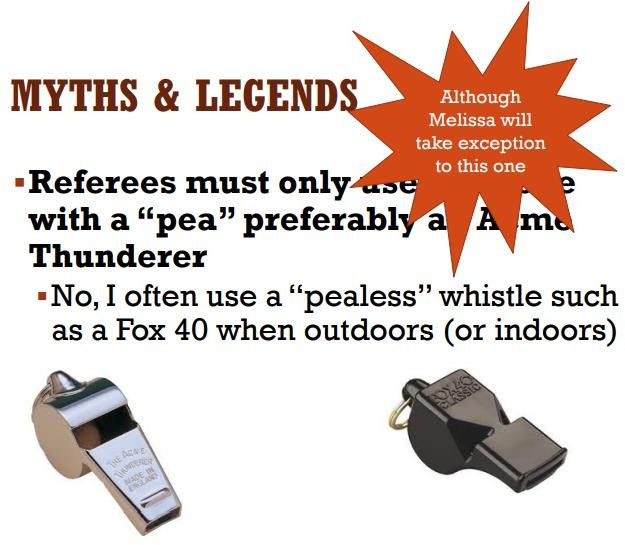 MYTHS & LEGENDS
Although
Melissa will
take exception
to this one
▪Referees must only use
with a “pea” preferably a Acme
Thunderer
▪No, I often use a “pealess” whistle such
as a Fox 40 when outdoors (or indoors)
THE ACME
THUNDERER
MADE IN
ENGLAND
FOX 40
CLASSIC